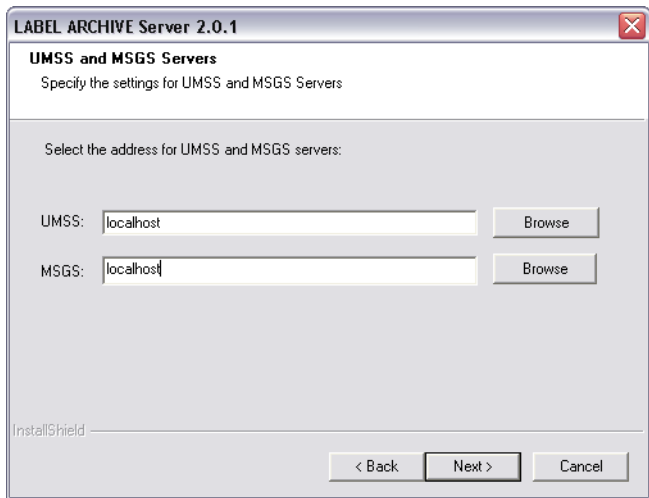 LABEL ARCHIVE Server 2.0.1
UMSS and MSGS Servers
Specify the settings for UMSS and MSGS Servers
Select the address for UMSS and MSGS servers:
UMSS: localhost Browse
MSGS: localhost Browse
InstallShield
< Back Next > Cancel